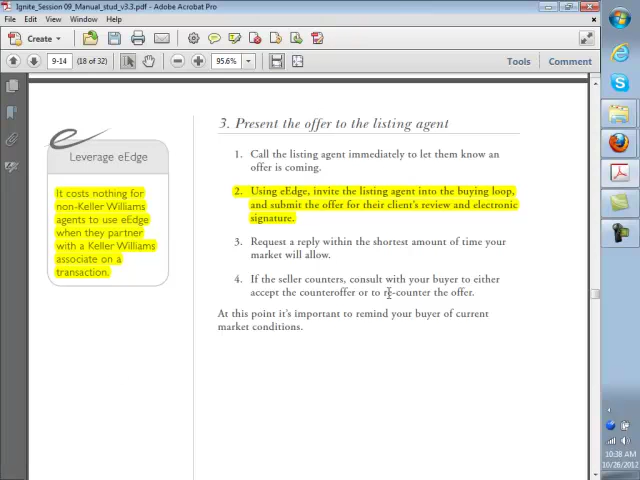 Ignite_Session 09_Manual_stud_v3.3.pdf - Adobe Acrobat Pro
File Edit View Window Help
Create
9-14 (18 of 32) 95.6% Tools Comment
3. Present the offer to the listing agent
e
Leverage eEdge
It costs nothing for
non-Keller Williams
agents to use eEdge
when they partner
with a Keller Williams
associate on a
transaction.
1. Call the listing agent immediately to let them know an
offer is coming.
2. Using eEdge, invite the listing agent into the buying loop,
and submit the offer for their client's review and electronic
signature.
3. Request a reply within the shortest amount of time your
market will allow.
4. If the seller counters, consult with your buyer to either
accept the counteroffer or to re-counter the offer.
At this point it's important to remind your buyer of current
market conditions.
10:38 AM
10/26/2012